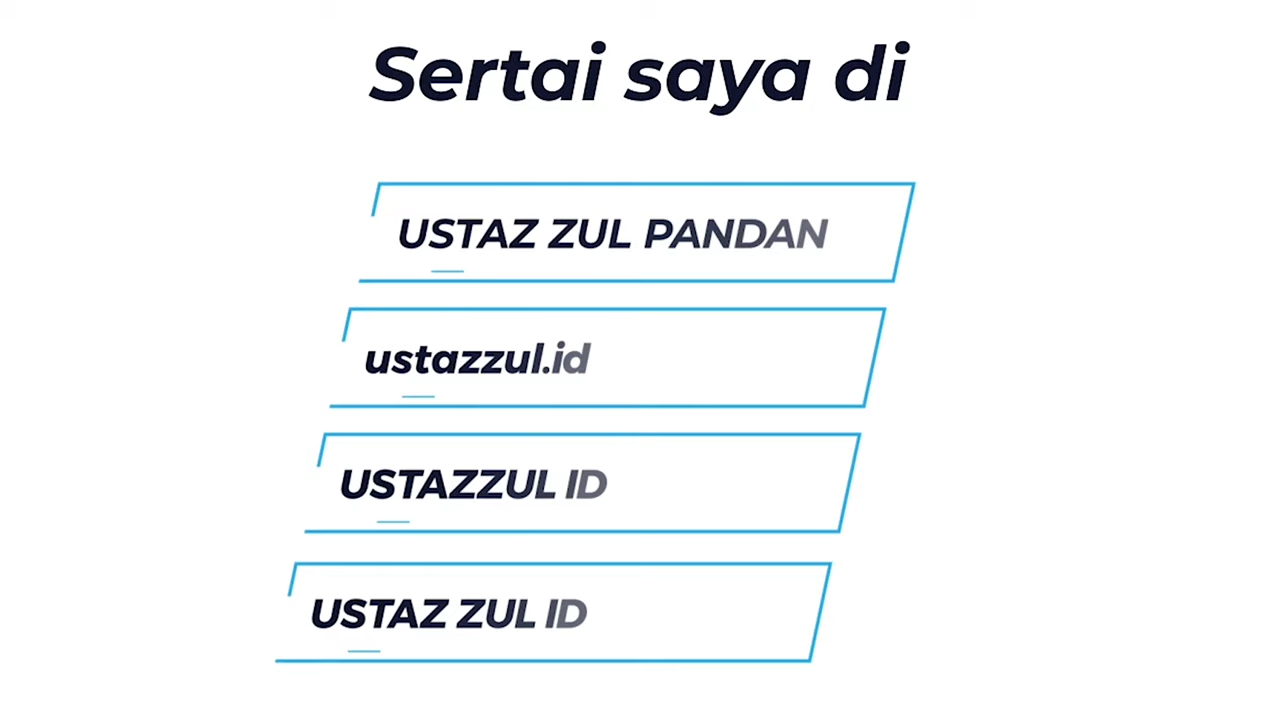 Sertai saya di
USTAZ ZUL PANDAN
ustazzul.id
USTAZZUL ID
USTAZ ZUL ID